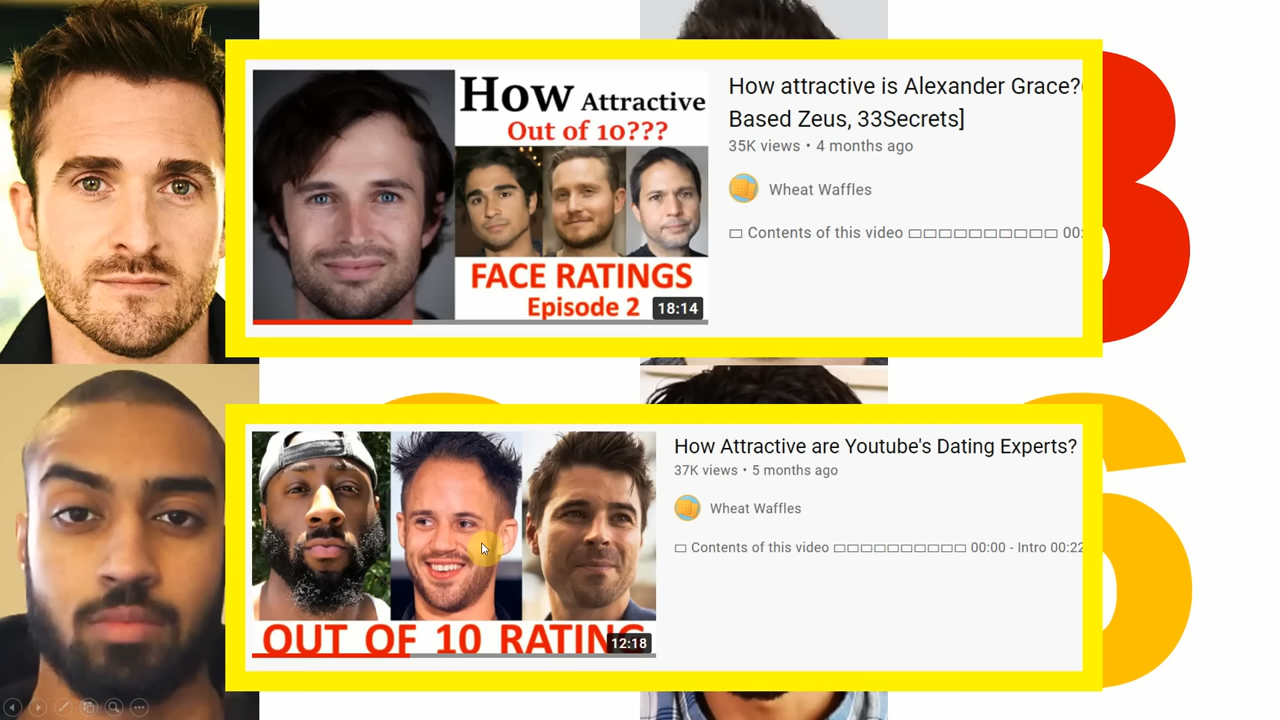 How Attractive
Out of 10???
FACE RATINGS
Episode 2
18:14
How attractive is Alexander Grace?
Based Zeus, 33Secrets]
35K views • 4 months ago
Wheat Waffles
Contents of this video 00:
OUT OF 10 RATING
12:18
How Attractive are Youtube's Dating Experts?
37K views • 5 months ago
Wheat Waffles
Contents of this video 00:00 - Intro 00:22
6